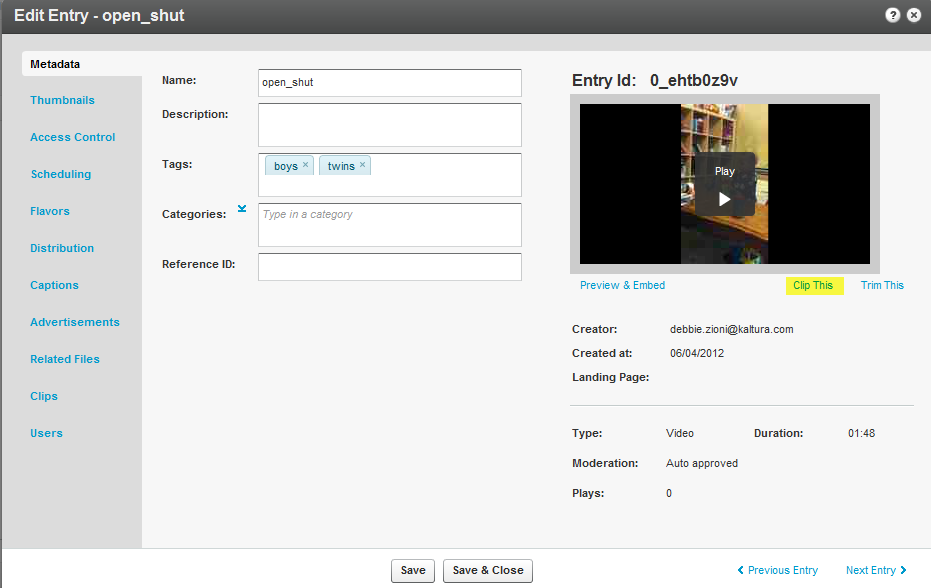 Edit Entry - open_shut
?
Metadata
Thumbnails
Access Control
Scheduling
Flavors
Distribution
Captions
Advertisements
Related Files
Clips
Users
Name: open_shut
Description:
Tags: boys × twins ×
Categories: Type in a category
Reference ID:
Entry Id: 0_ehtb0z9v
Play
Preview & Embed Clip This Trim This
Creator: debbie.zioni@kaltura.com
Created at: 06/04/2012
Landing Page:
Type: Video Duration: 01:48
Moderation: Auto approved
Plays: 0
Save Save & Close Previous Entry Next Entry